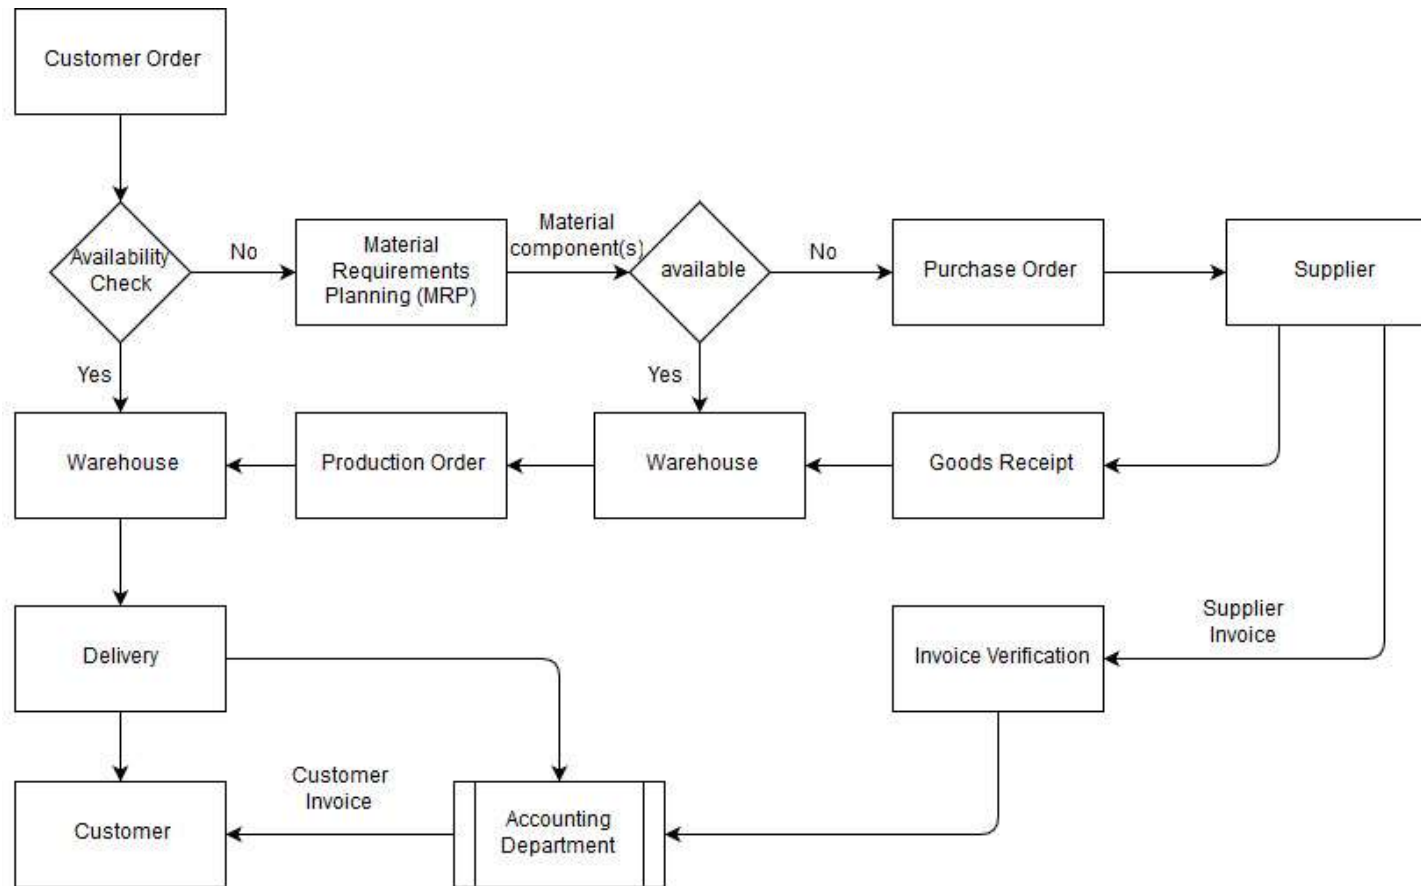 Customer Order
Availability
Check
No
Material
Requirements
Planning (MRP)
Material
component(s)
available
No
Purchase Order
Supplier
Yes
Yes
Warehouse
Production Order
Warehouse
Goods Receipt
Delivery
Invoice Verification
Supplier
Invoice
Customer
Customer
Invoice
Accounting
Department